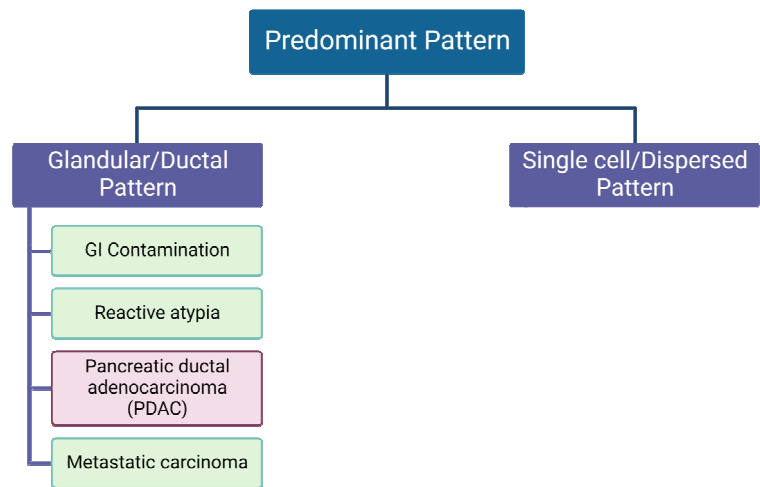 Predominant Pattern
Glandular/Ductal
Pattern
Single cell/Dispersed
Pattern
GI Contamination
Reactive atypia
Pancreatic ductal
adenocarcinoma
(PDAC)
Metastatic carcinoma